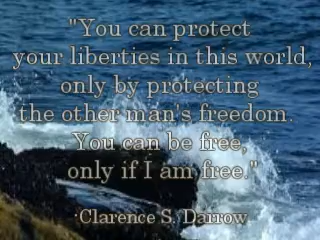 "You can protect
your liberties in this world,
only by protecting
the other man's freedom.
You can be free,
only if I am free."
Clarence S. Darrow